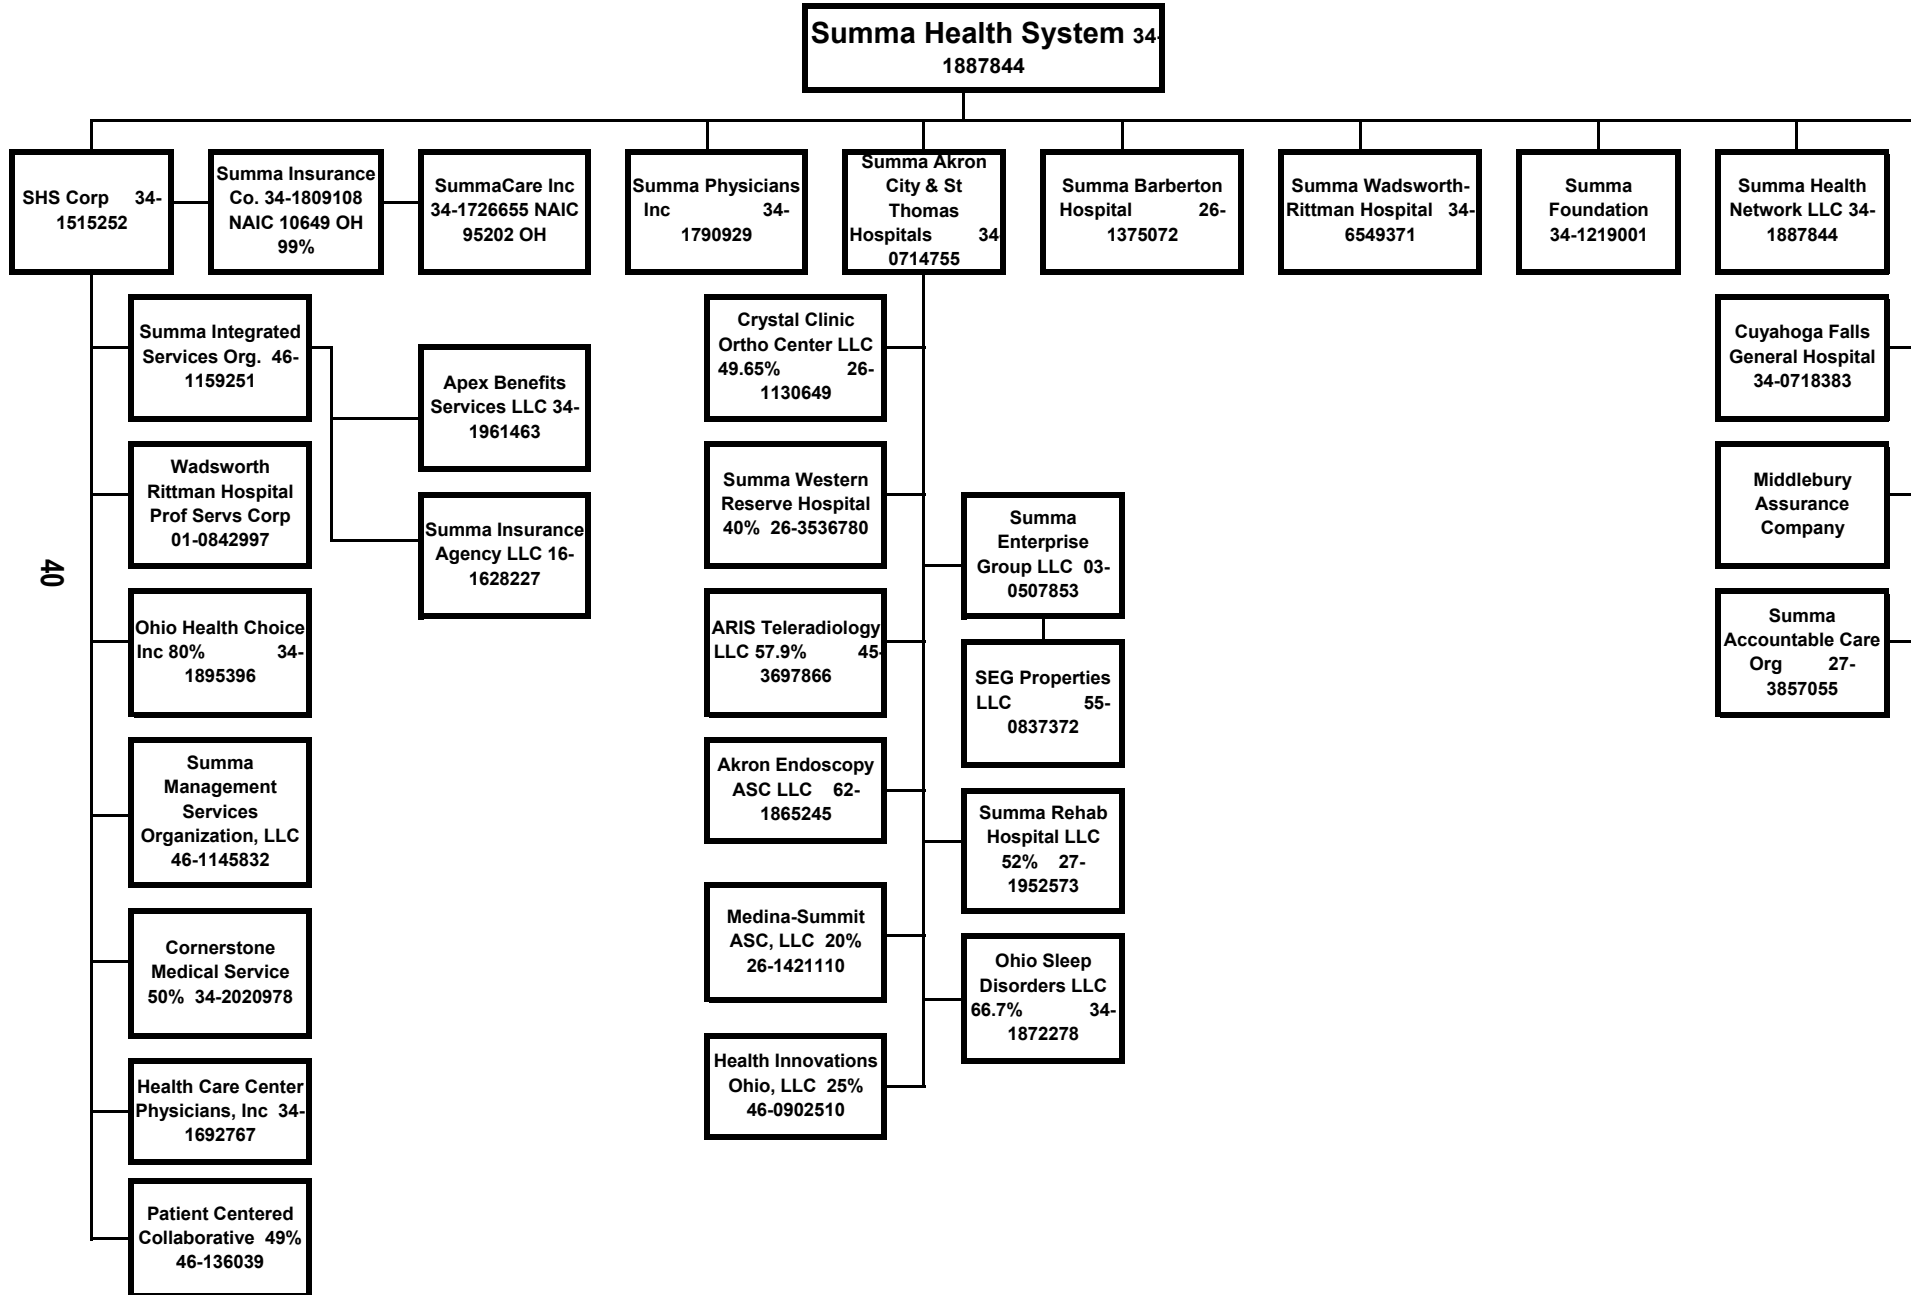 Summa Health System 34-
1887844
SHS Corp 34-
1515252
Summa Insurance
Co. 34-1809108
NAIC 10649 OH
99%
SummaCare Inc
34-1726655 NAIC
95202 OH
Summa Physicians
Inc 34-
1790929
Summa Akron
City & St
Thomas
Hospitals 34-
0714755
Summa Barberton
Hospital 26-
1375072
Summa Wadsworth-
Rittman Hospital 34-
6549371
Summa
Foundation
34-1219001
Summa Health
Network LLC 34-
1887844
Summa Integrated
Services Org. 46-
1159251
Apex Benefits
Services LLC 34-
1961463
Wadsworth
Rittman Hospital
Prof Servs Corp
01-0842997
Summa Insurance
Agency LLC 16-
1628227
40
Ohio Health Choice
Inc 80% 34-
1895396
Summa
Management
Services
Organization, LLC
46-1145832
Cornerstone
Medical Service
50% 34-2020978
Health Care Center
Physicians, Inc 34-
1692767
Patient Centered
Collaborative 49%
46-136039
Crystal Clinic
Ortho Center LLC
49.65% 26-
1130649
Summa Western
Reserve Hospital
40% 26-3536780
ARIS Teleradiology
LLC 57.9% 45-
3697866
Akron Endoscopy
ASC LLC 62-
1865245
Medina-Summit
ASC, LLC 20%
26-1421110
Health Innovations
Ohio, LLC 25%
46-0902510
Summa
Enterprise
Group LLC 03-
0507853
SEG Properties
LLC 55-
0837372
Summa Rehab
Hospital LLC
52% 27-
1952573
Ohio Sleep
Disorders LLC
66.7% 34-
1872278
Cuyahoga Falls
General Hospital
34-0718383
Middlebury
Assurance
Company
Summa
Accountable Care
Org 27-
3857055